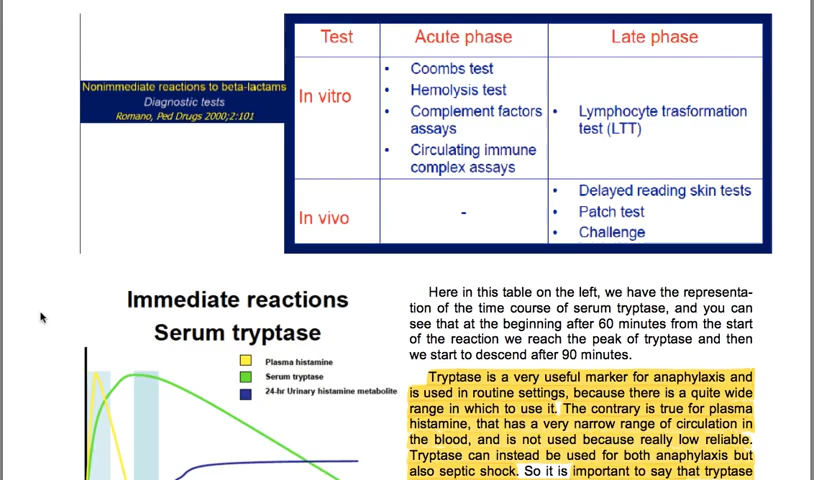 Nonimmediate reactions to beta-lactams
Diagnostic tests
Romano, Ped Drugs 2000;2:101
Test
Acute phase
Late phase
In vitro
• Coombs test
• Hemolysis test
• Complement factors
assays
• Circulating immune
complex assays
• Lymphocyte trasformation
test (LTT)
In vivo
-
• Delayed reading skin tests
• Patch test
• Challenge
Immediate reactions
Serum tryptase
Plasma histamine
Serum tryptase
24-hr Urinary histamine metabolite
Here in this table on the left, we have the representa-
tion of the time course of serum tryptase, and you can
see that at the beginning after 60 minutes from the start
of the reaction we reach the peak of tryptase and then
we start to descend after 90 minutes.
Tryptase is a very useful marker for anaphylaxis and
is used in routine settings, because there is a quite wide
range in which to use it. The contrary is true for plasma
histamine, that has a very narrow range of circulation in
the blood, and is not used because really low reliable.
Tryptase can instead be used for both anaphylaxis but
also septic shock. So it is important to say that tryptase